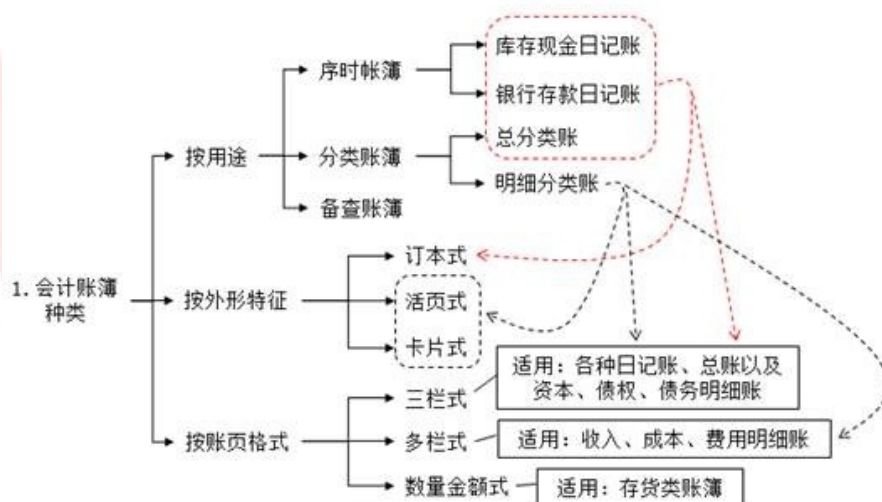 库存现金日记账
序时帐簿
银行存款日记账
总分类账
按用途
分类账簿
明细分类账
备查账簿
订本式
1. 会计账簿
种类
按外形特征
活页式
卡片式
适用：各种日记账、总账以及
资本、债权、债务明细账
三栏式
按账页格式
多栏式
适用：收入、成本、费用明细账
数量金额式
适用：存货类账簿